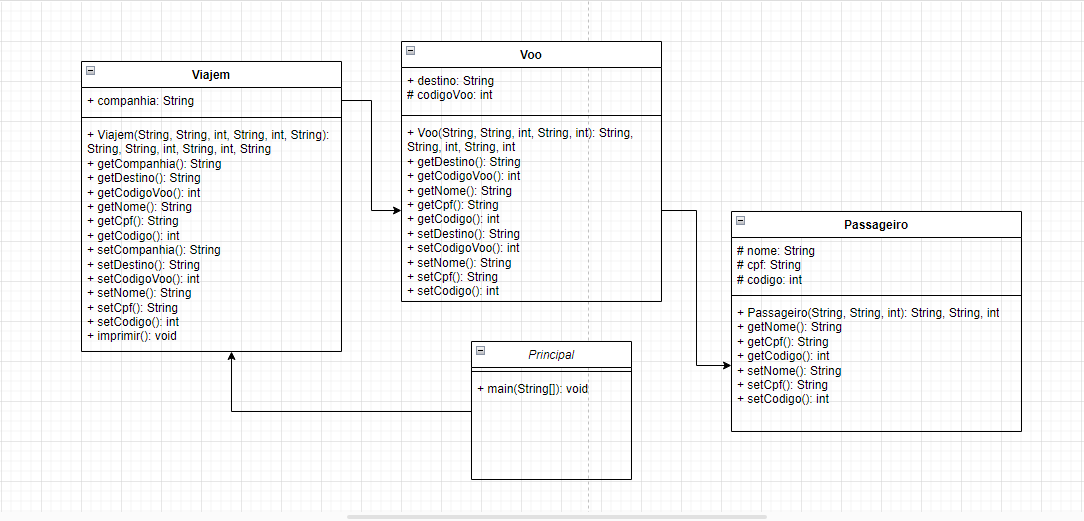 Viajem
+ companhia: String
+ Viajem(String, String, int, String, int, String):
String, String, int, String, int, String
+ getCompanhia(): String
+ getDestino(): String
+ getCodigoVoo(): int
+ getNome(): String
+ getCpf(): String
+ getCodigo(): int
+ setCompanhia(): String
+ setDestino(): String
+ setCodigoVoo(): int
+ setNome(): String
+ setCpf(): String
+ setCodigo(): int
+ imprimir(): void
Voo
+ destino: String
# codigoVoo: int
+ Voo(String, String, int, String, int): String,
String, int, String, int
+ getDestino(): String
+ getCodigoVoo(): int
+ getNome(): String
+ getCpf(): String
+ getCodigo(): int
+ setDestino(): String
+ setCodigoVoo(): int
+ setNome(): String
+ setCpf(): String
+ setCodigo(): int
Passageiro
# nome: String
# cpf: String
# codigo: int
+ Passageiro(String, String, int): String, String, int
+ getNome(): String
+ getCpf(): String
+ getCodigo(): int
+ setNome(): String
+ setCpf(): String
+ setCodigo(): int
Principal
+ main(String[]): void